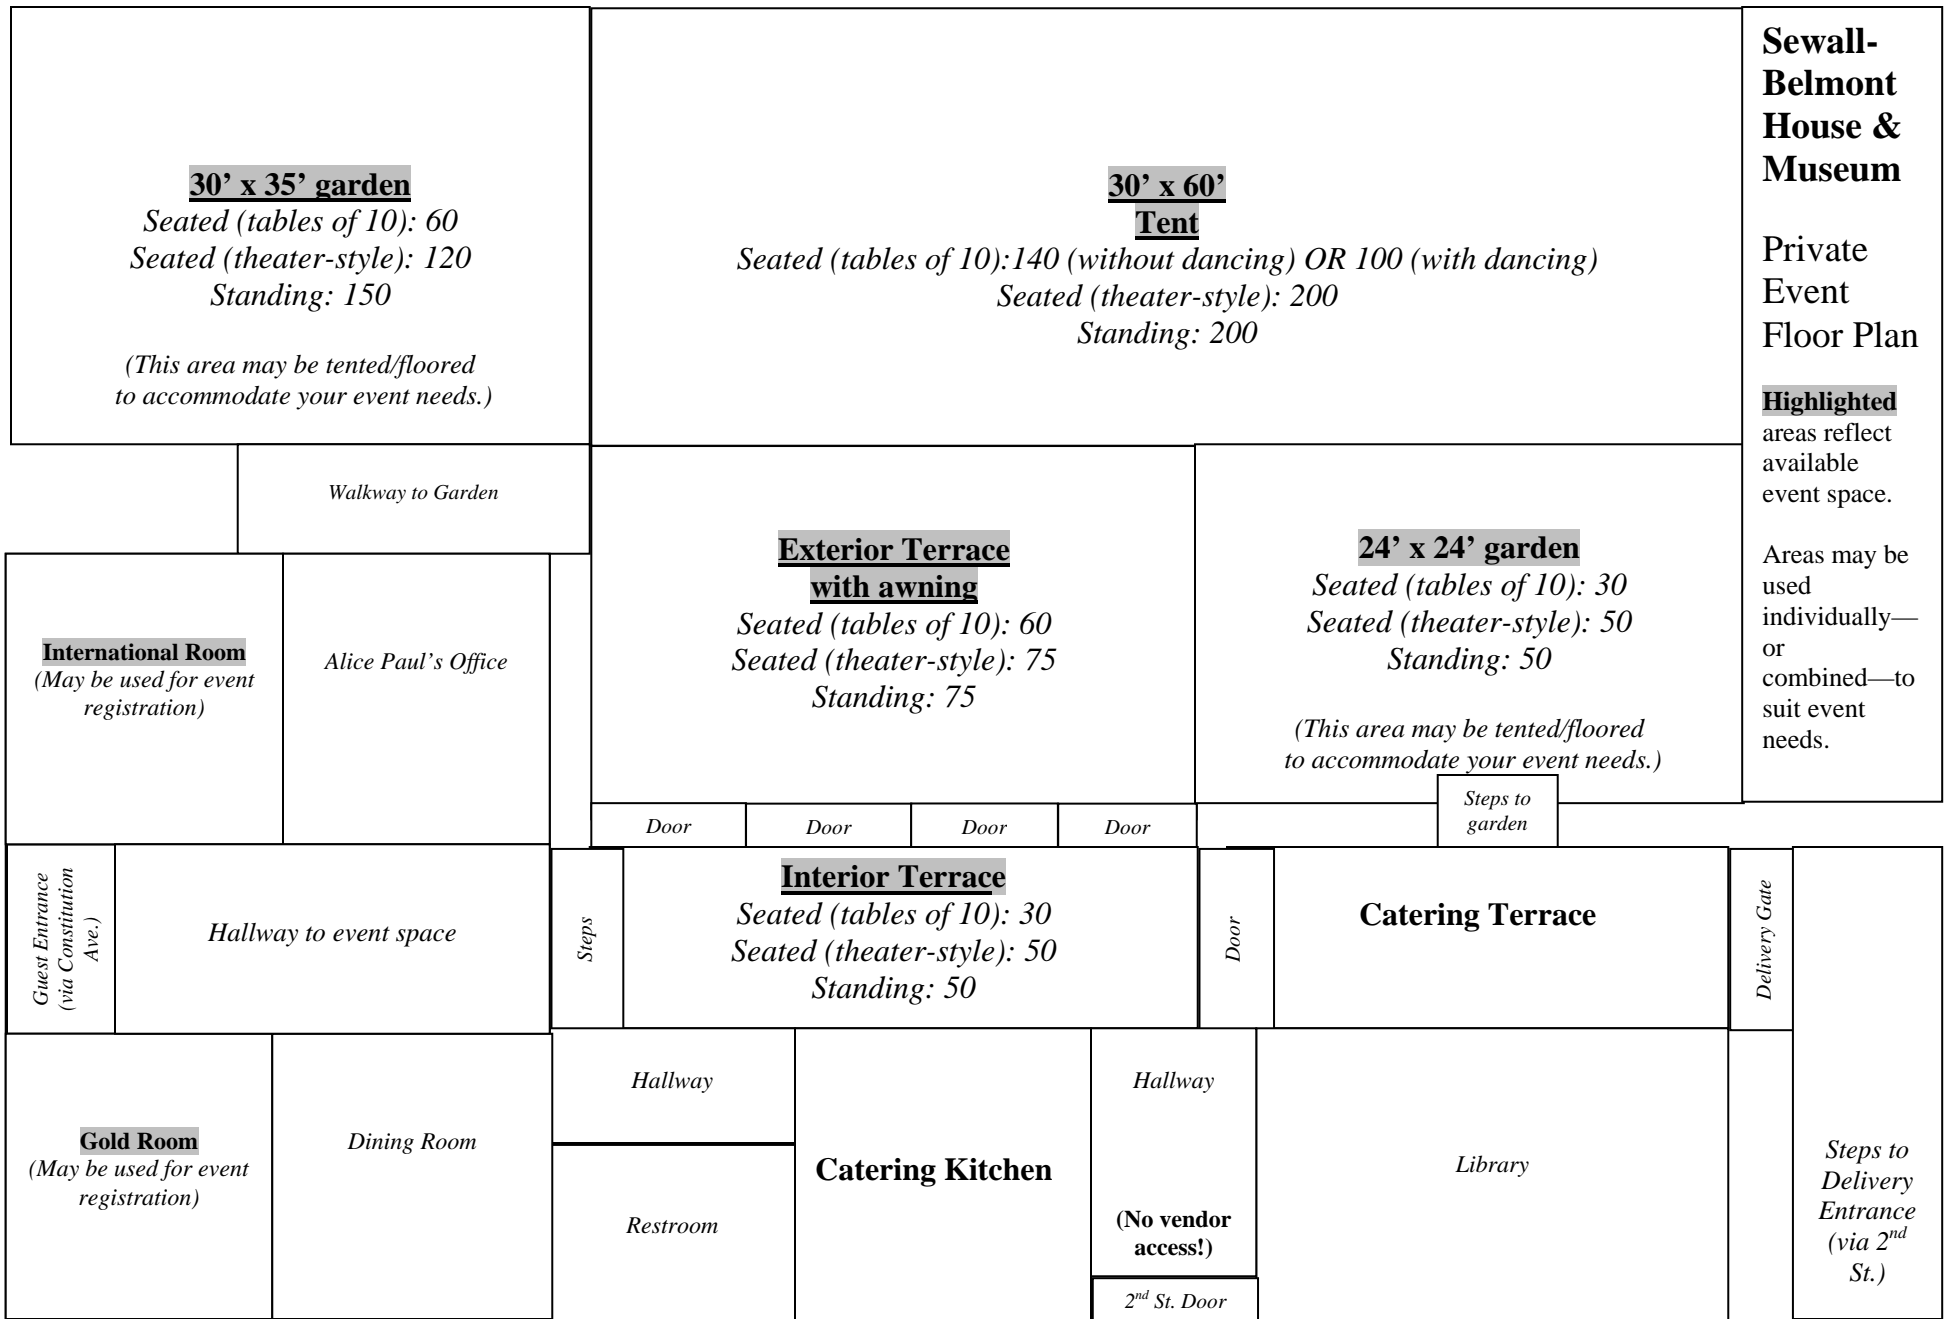 30’ x 35’ garden
Seated (tables of 10): 60
Seated (theater-style): 120
Standing: 150
(This area may be tented/floored
to accommodate your event needs.)
30’ x 60’
Tent
Seated (tables of 10):140 (without dancing) OR 100 (with dancing)
Seated (theater-style): 200
Standing: 200
Sewall-
Belmont
House &
Museum
Private
Event
Floor Plan
Highlighted
areas reflect
available
event space.
Areas may be
used
individually—
or
combined—to
suit event
needs.
Walkway to Garden
International Room
(May be used for event
registration)
Alice Paul’s Office
Exterior Terrace
with awning
Seated (tables of 10): 60
Seated (theater-style): 75
Standing: 75
24’ x 24’ garden
Seated (tables of 10): 30
Seated (theater-style): 50
Standing: 50
(This area may be tented/floored
to accommodate your event needs.)
Steps to
garden
Door
Door
Door
Door
Guest Entrance
(via Constitution
Ave.)
Hallway to event space
Steps
Interior Terrace
Seated (tables of 10): 30
Seated (theater-style): 50
Standing: 50
Door
Catering Terrace
Delivery Gate
Gold Room
(May be used for event
registration)
Dining Room
Hallway
Restroom
Catering Kitchen
Hallway
(No vendor
access!)
2nd St. Door
Library
Steps to
Delivery
Entrance
(via 2nd
St.)